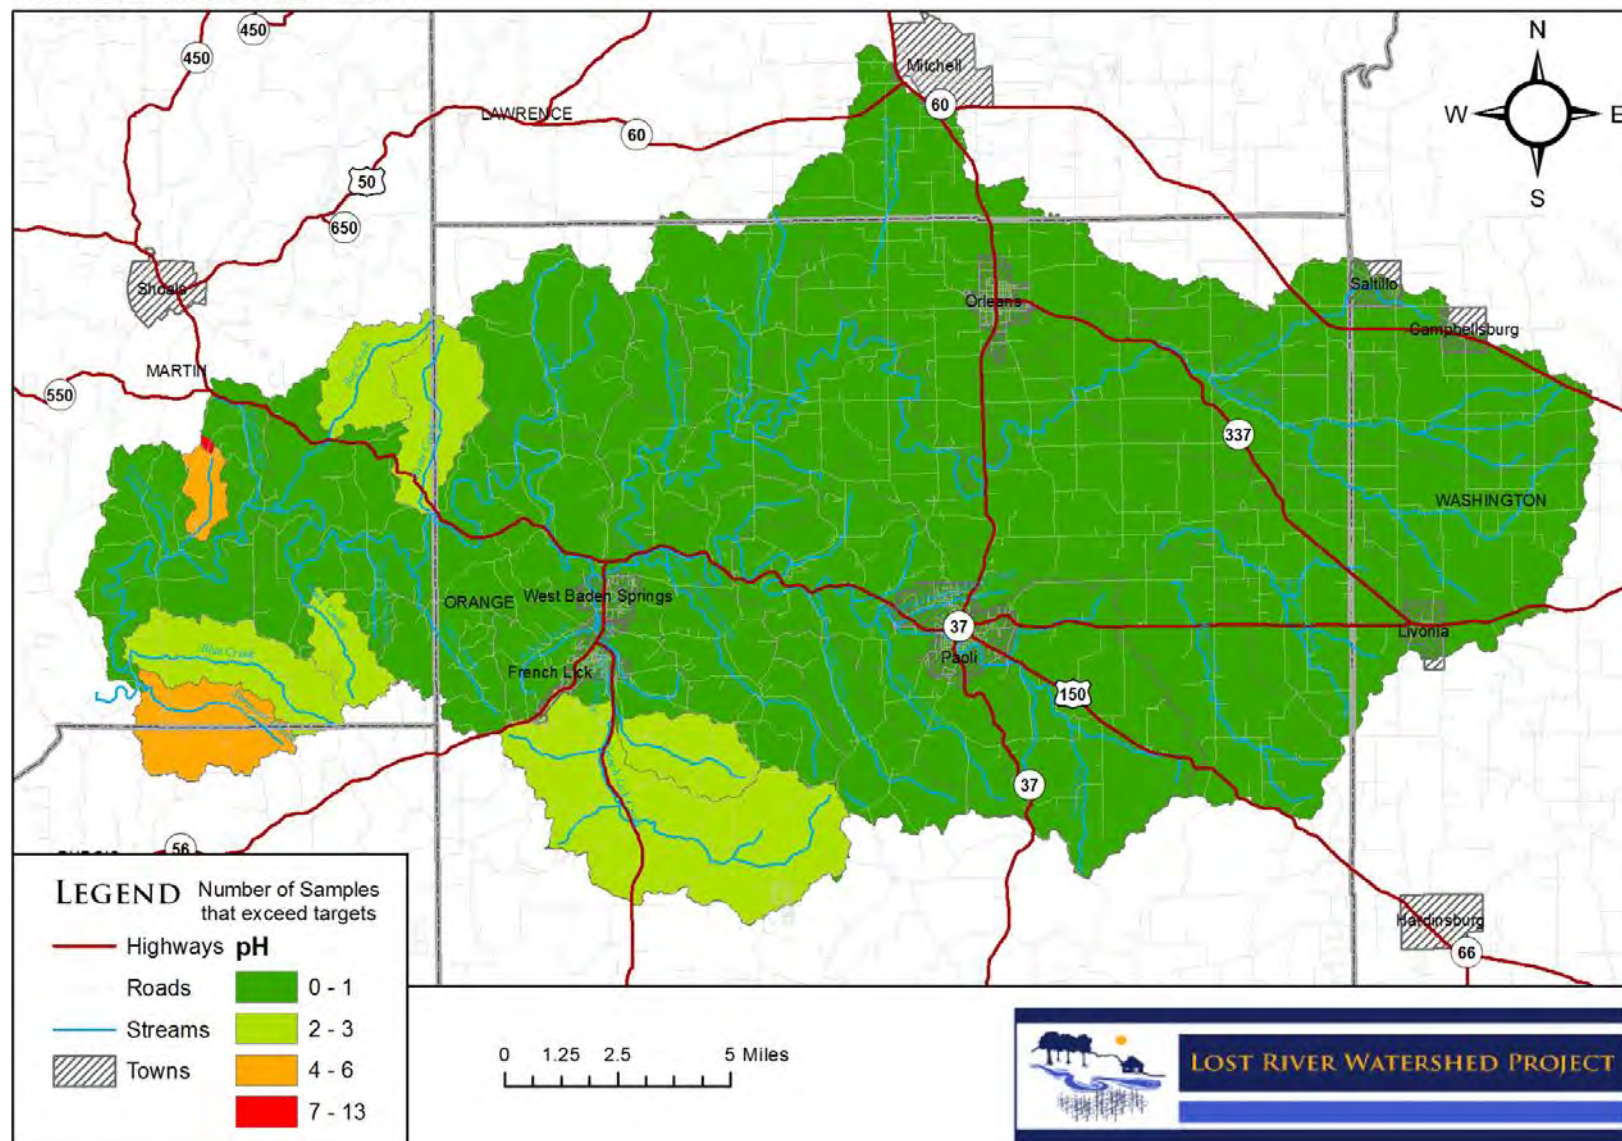 450
450
N
Mitchell
60
LAWRENCE
60
W
E
50
S
650
Shoals
Saltillo
Orleans
Campbellsburg
MARTIN
550
337
WASHINGTON
ORANGE
West Baden Springs
37
Livonia
Blue Creek
Paoli
French Lick
150
37
56
LEGEND
Number of Samples
that exceed targets
Highways
pH
Roads
0 - 1
Streams
2 - 3
Towns
4 - 6
7 - 13
0 1.25 2.5 5 Miles
Hardinsburg
66
LOST RIVER WATERSHED PROJECT